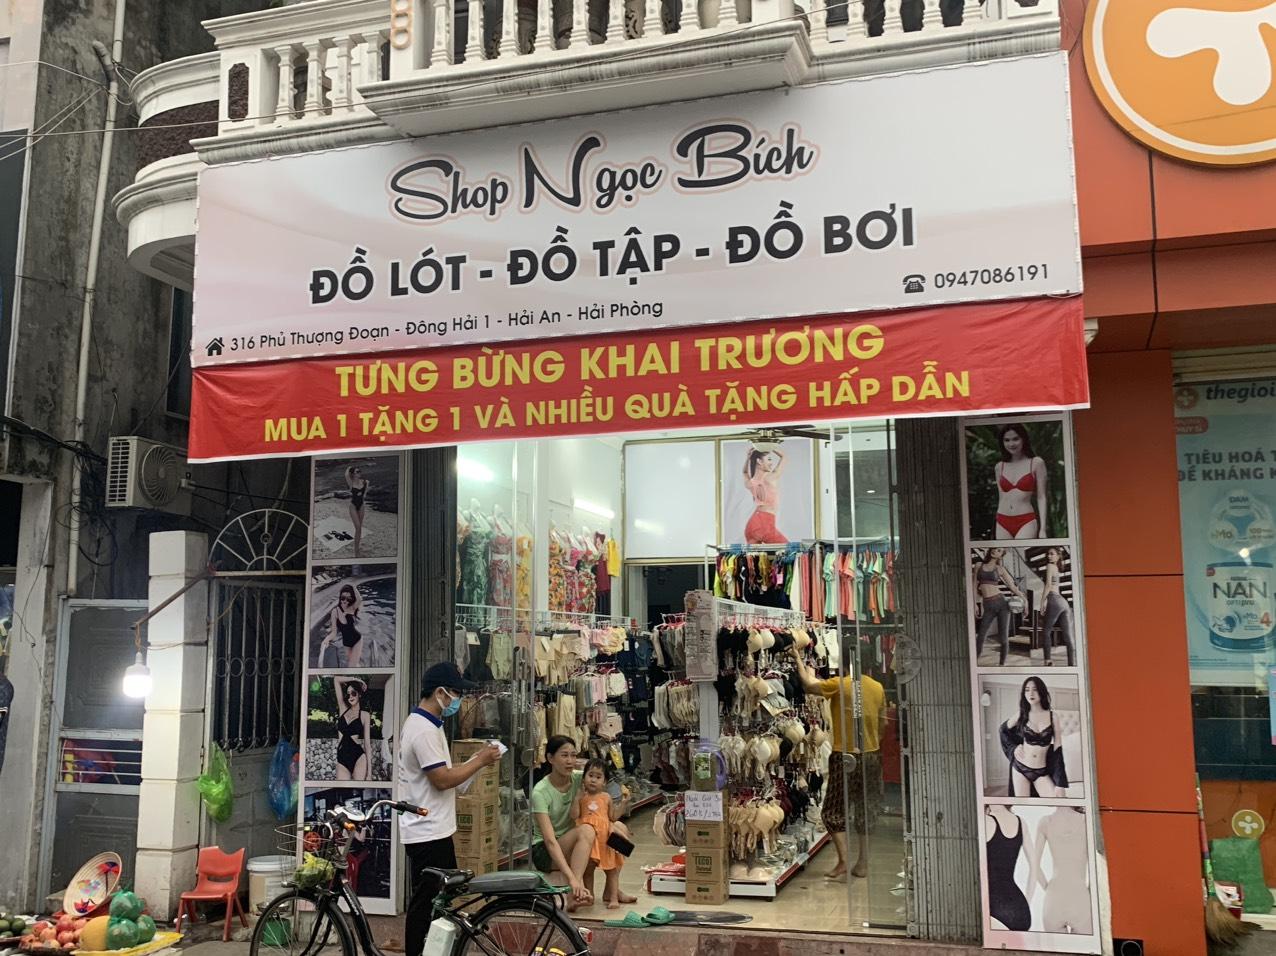 Shop Ngọc Bích
ĐỒ LÓT - ĐỒ TẬP - ĐỒ BƠI
0947086191
316 Phủ Thượng Đoạn - Đông Hải 1 - Hải An - Hải Phòng
TƯNG BỪNG KHAI TRƯƠNG
MUA 1 TẶNG 1 VÀ NHIỀU QUÀ TẶNG HẤP DẪN
thegioi
TIÊU HOÁ T
ĐỀ KHÁNG K
NAN
TECO